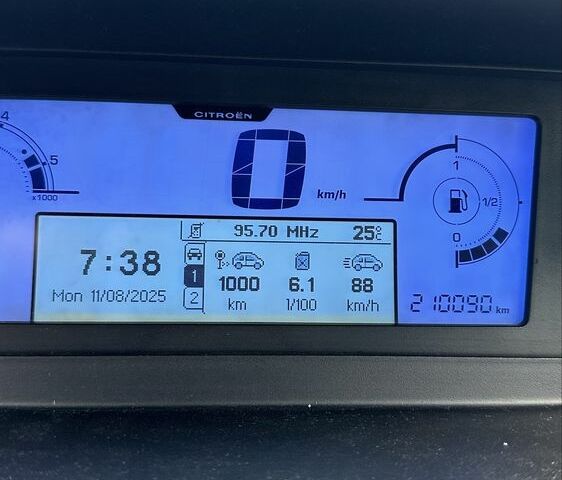 CITROËN
4
5
x1000
0 km/h
1
1/2
0
95.70 MHz 25°C
7:38
Mon 11/08/2025
1
2
1000 6.1 88
km 1/100 km/h
210090 km